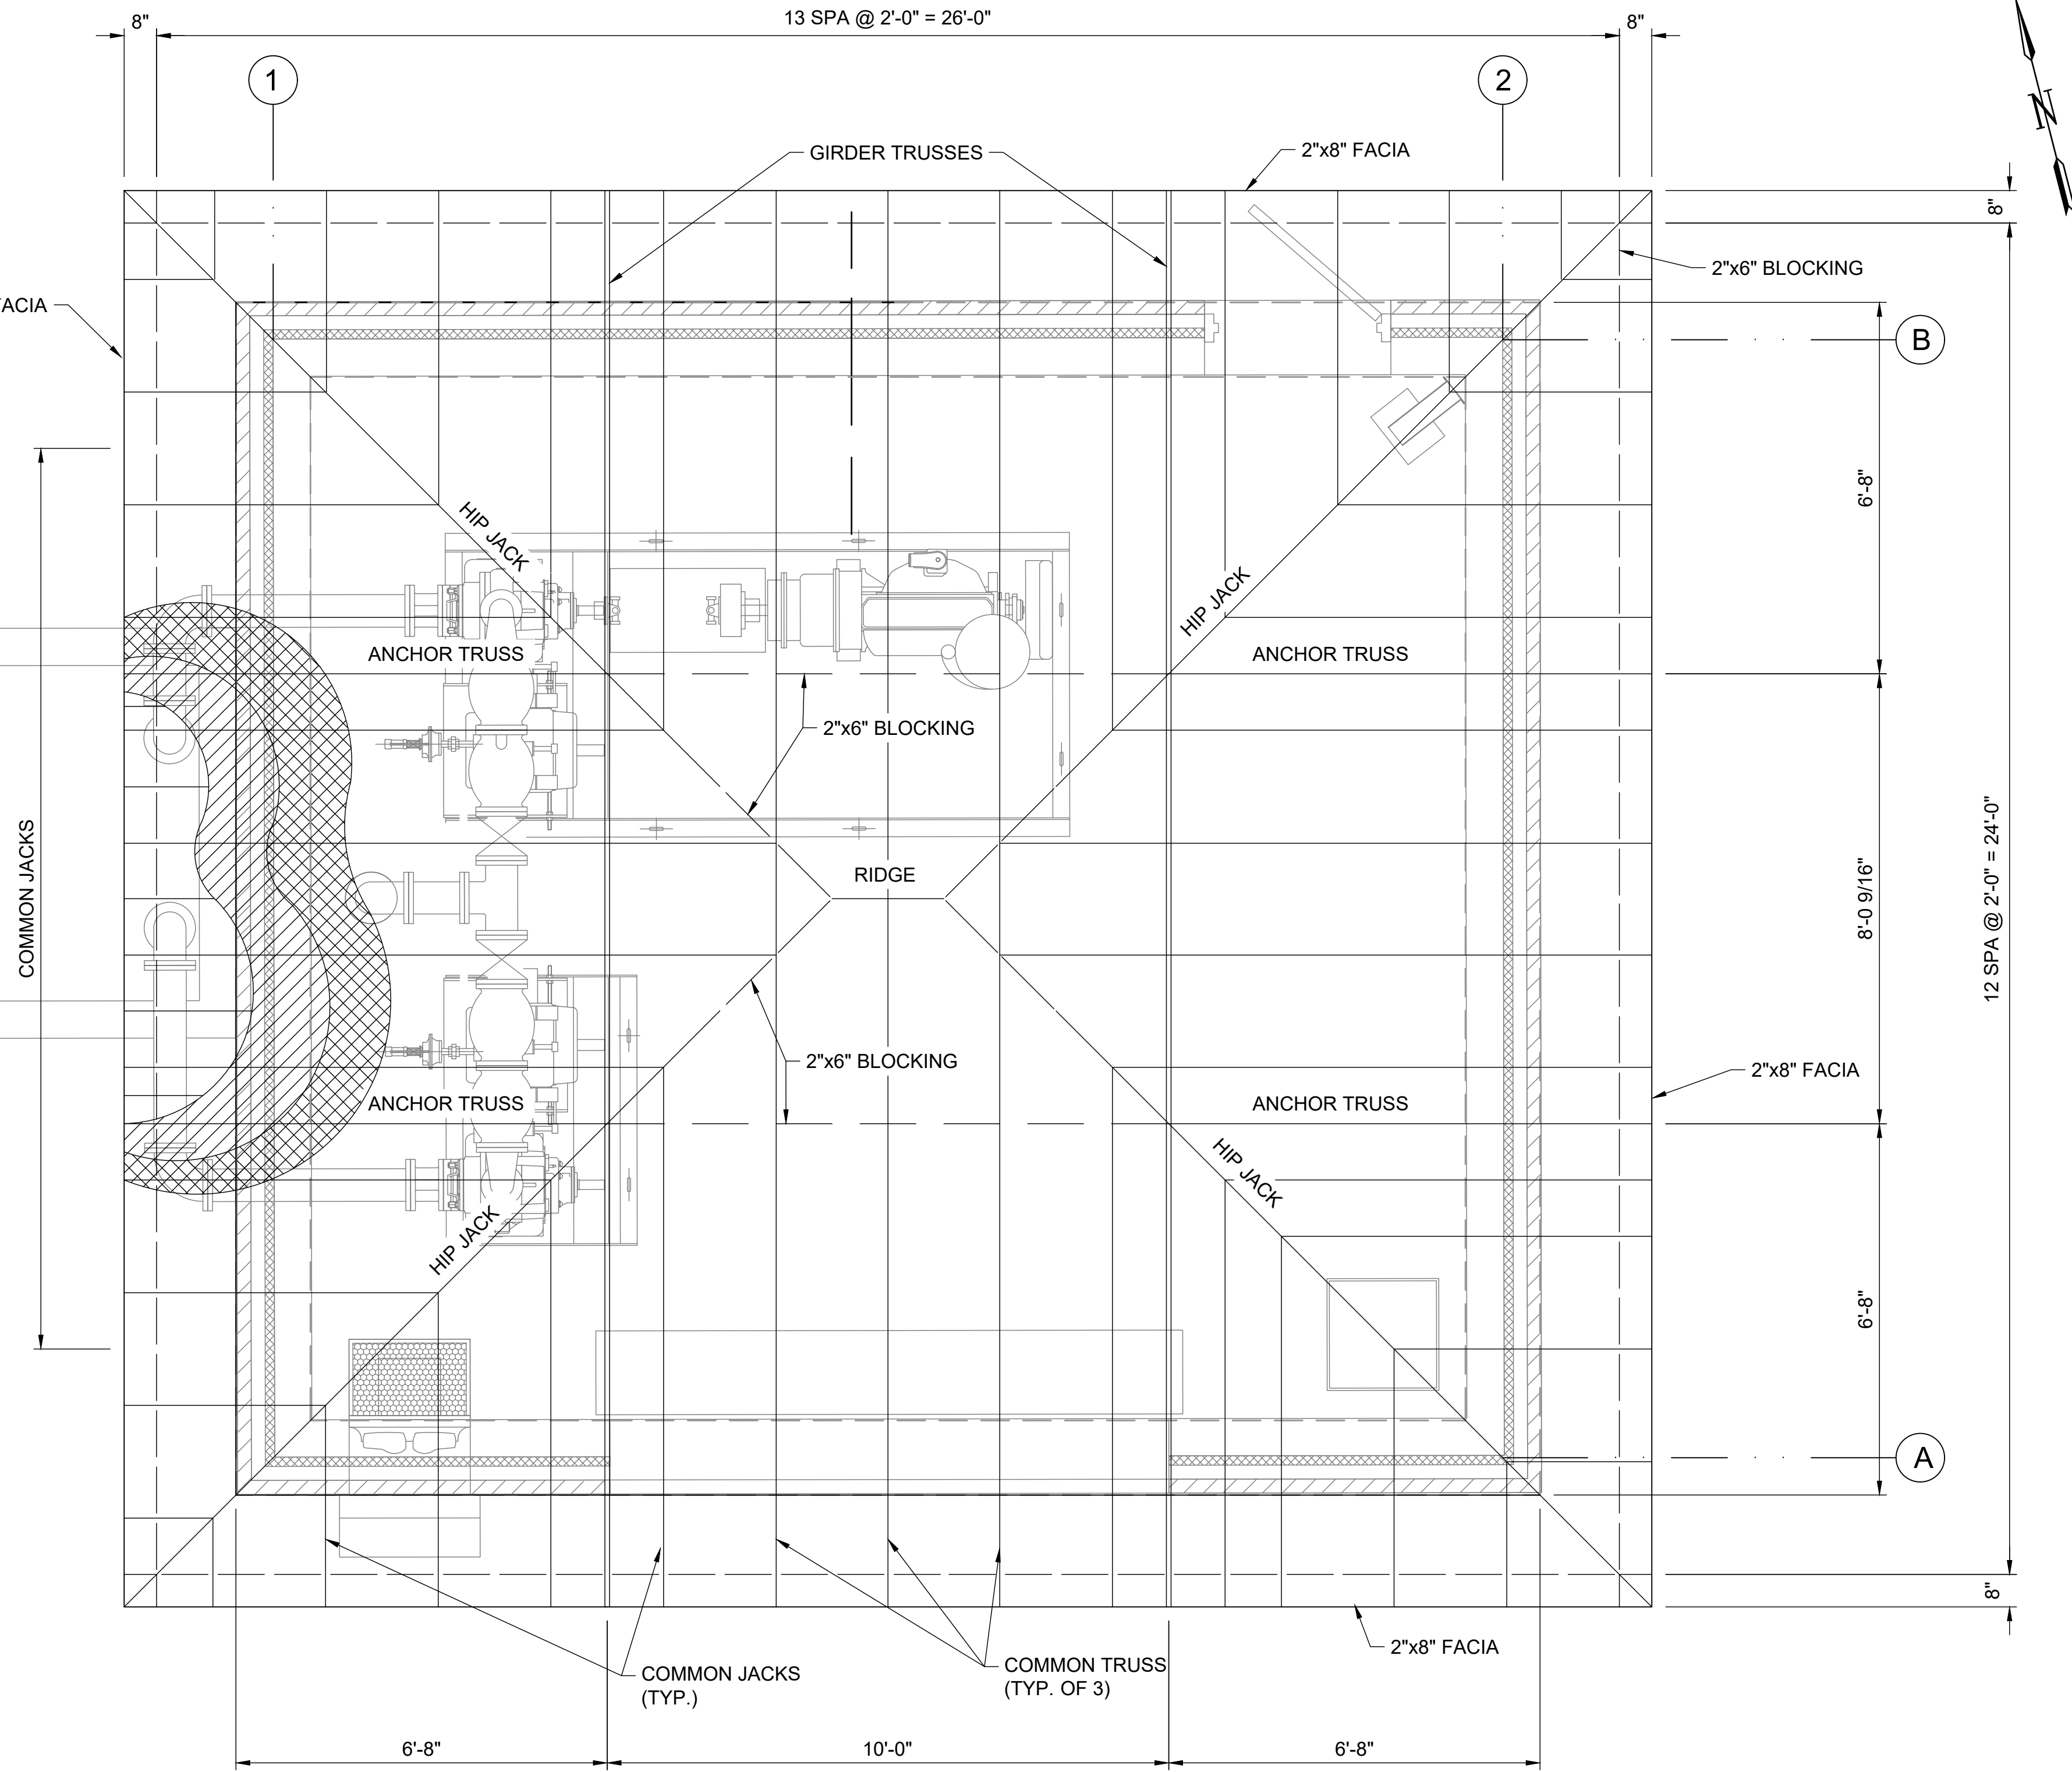 8"
13 SPA @ 2'-0" = 26'-0"
8"
1
2
N
GIRDER TRUSSES
2"x8" FACIA
8"
2"x6" BLOCKING
ACIA
B
HIP JACK
HIP JACK
6'-8"
ANCHOR TRUSS
ANCHOR TRUSS
2"x6" BLOCKING
COMMON JACKS
RIDGE
8'-0 9/16"
12 SPA @ 2'-0" = 24'-0"
2"x6" BLOCKING
2"x8" FACIA
ANCHOR TRUSS
ANCHOR TRUSS
HIP JACK
HIP JACK
6'-8"
A
8"
2"x8" FACIA
COMMON JACKS
(TYP.)
COMMON TRUSS
(TYP. OF 3)
6'-8"
10'-0"
6'-8"